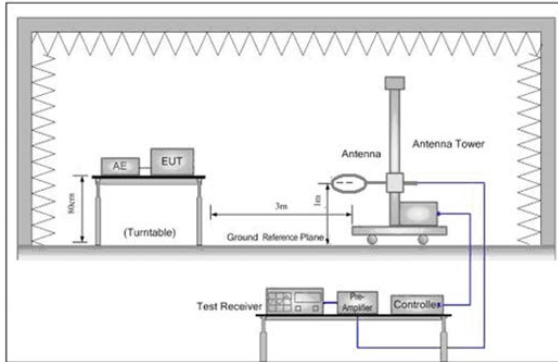 AE
EUT
Antenna
Antenna Tower
80cm
(Turntable)
3m
1m
Ground Reference Plane
Test Receiver
Pre-
Amplifier
Controller